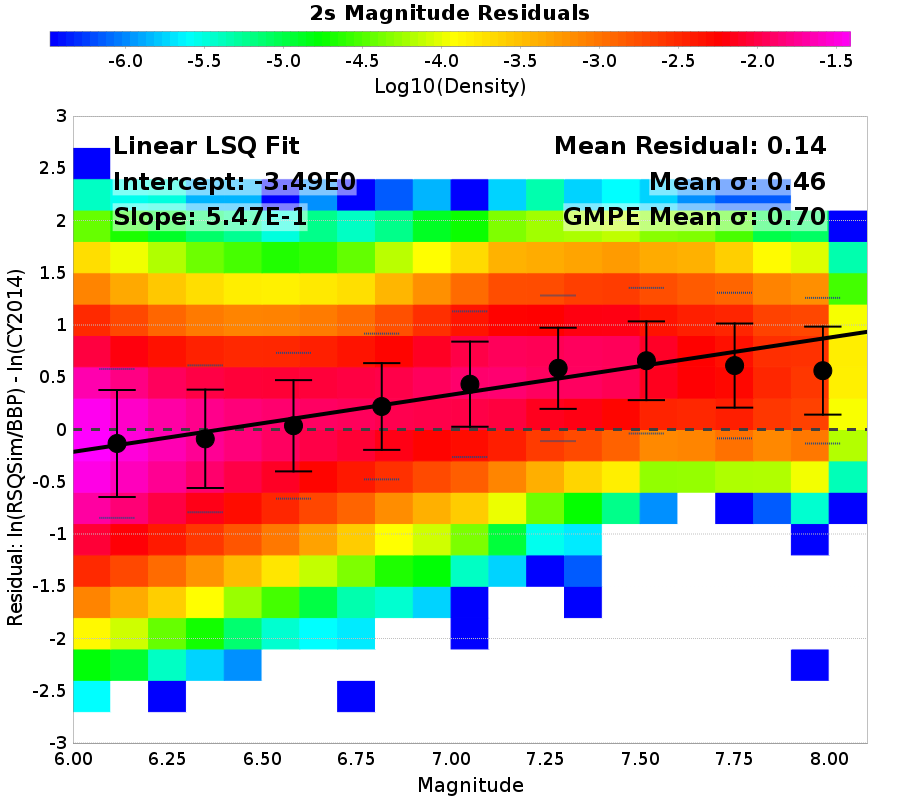 2s Magnitude Residuals
-6.0 -5.5 -5.0 -4.5 -4.0 -3.5 -3.0 -2.5 -2.0 -1.5
Log10(Density)
Linear LSQ Fit
Intercept: -3.49E0
Slope: 5.47E-1
Mean Residual: 0.14
Mean σ: 0.46
GMPE Mean σ: 0.70
Residual: ln(RSQSim/BBP) - ln(CY2014)
3
2.5
2
1.5
1
0.5
0
-0.5
-1
-1.5
-2
-2.5
-3
6.00 6.25 6.50 6.75 7.00 7.25 7.50 7.75 8.00
Magnitude